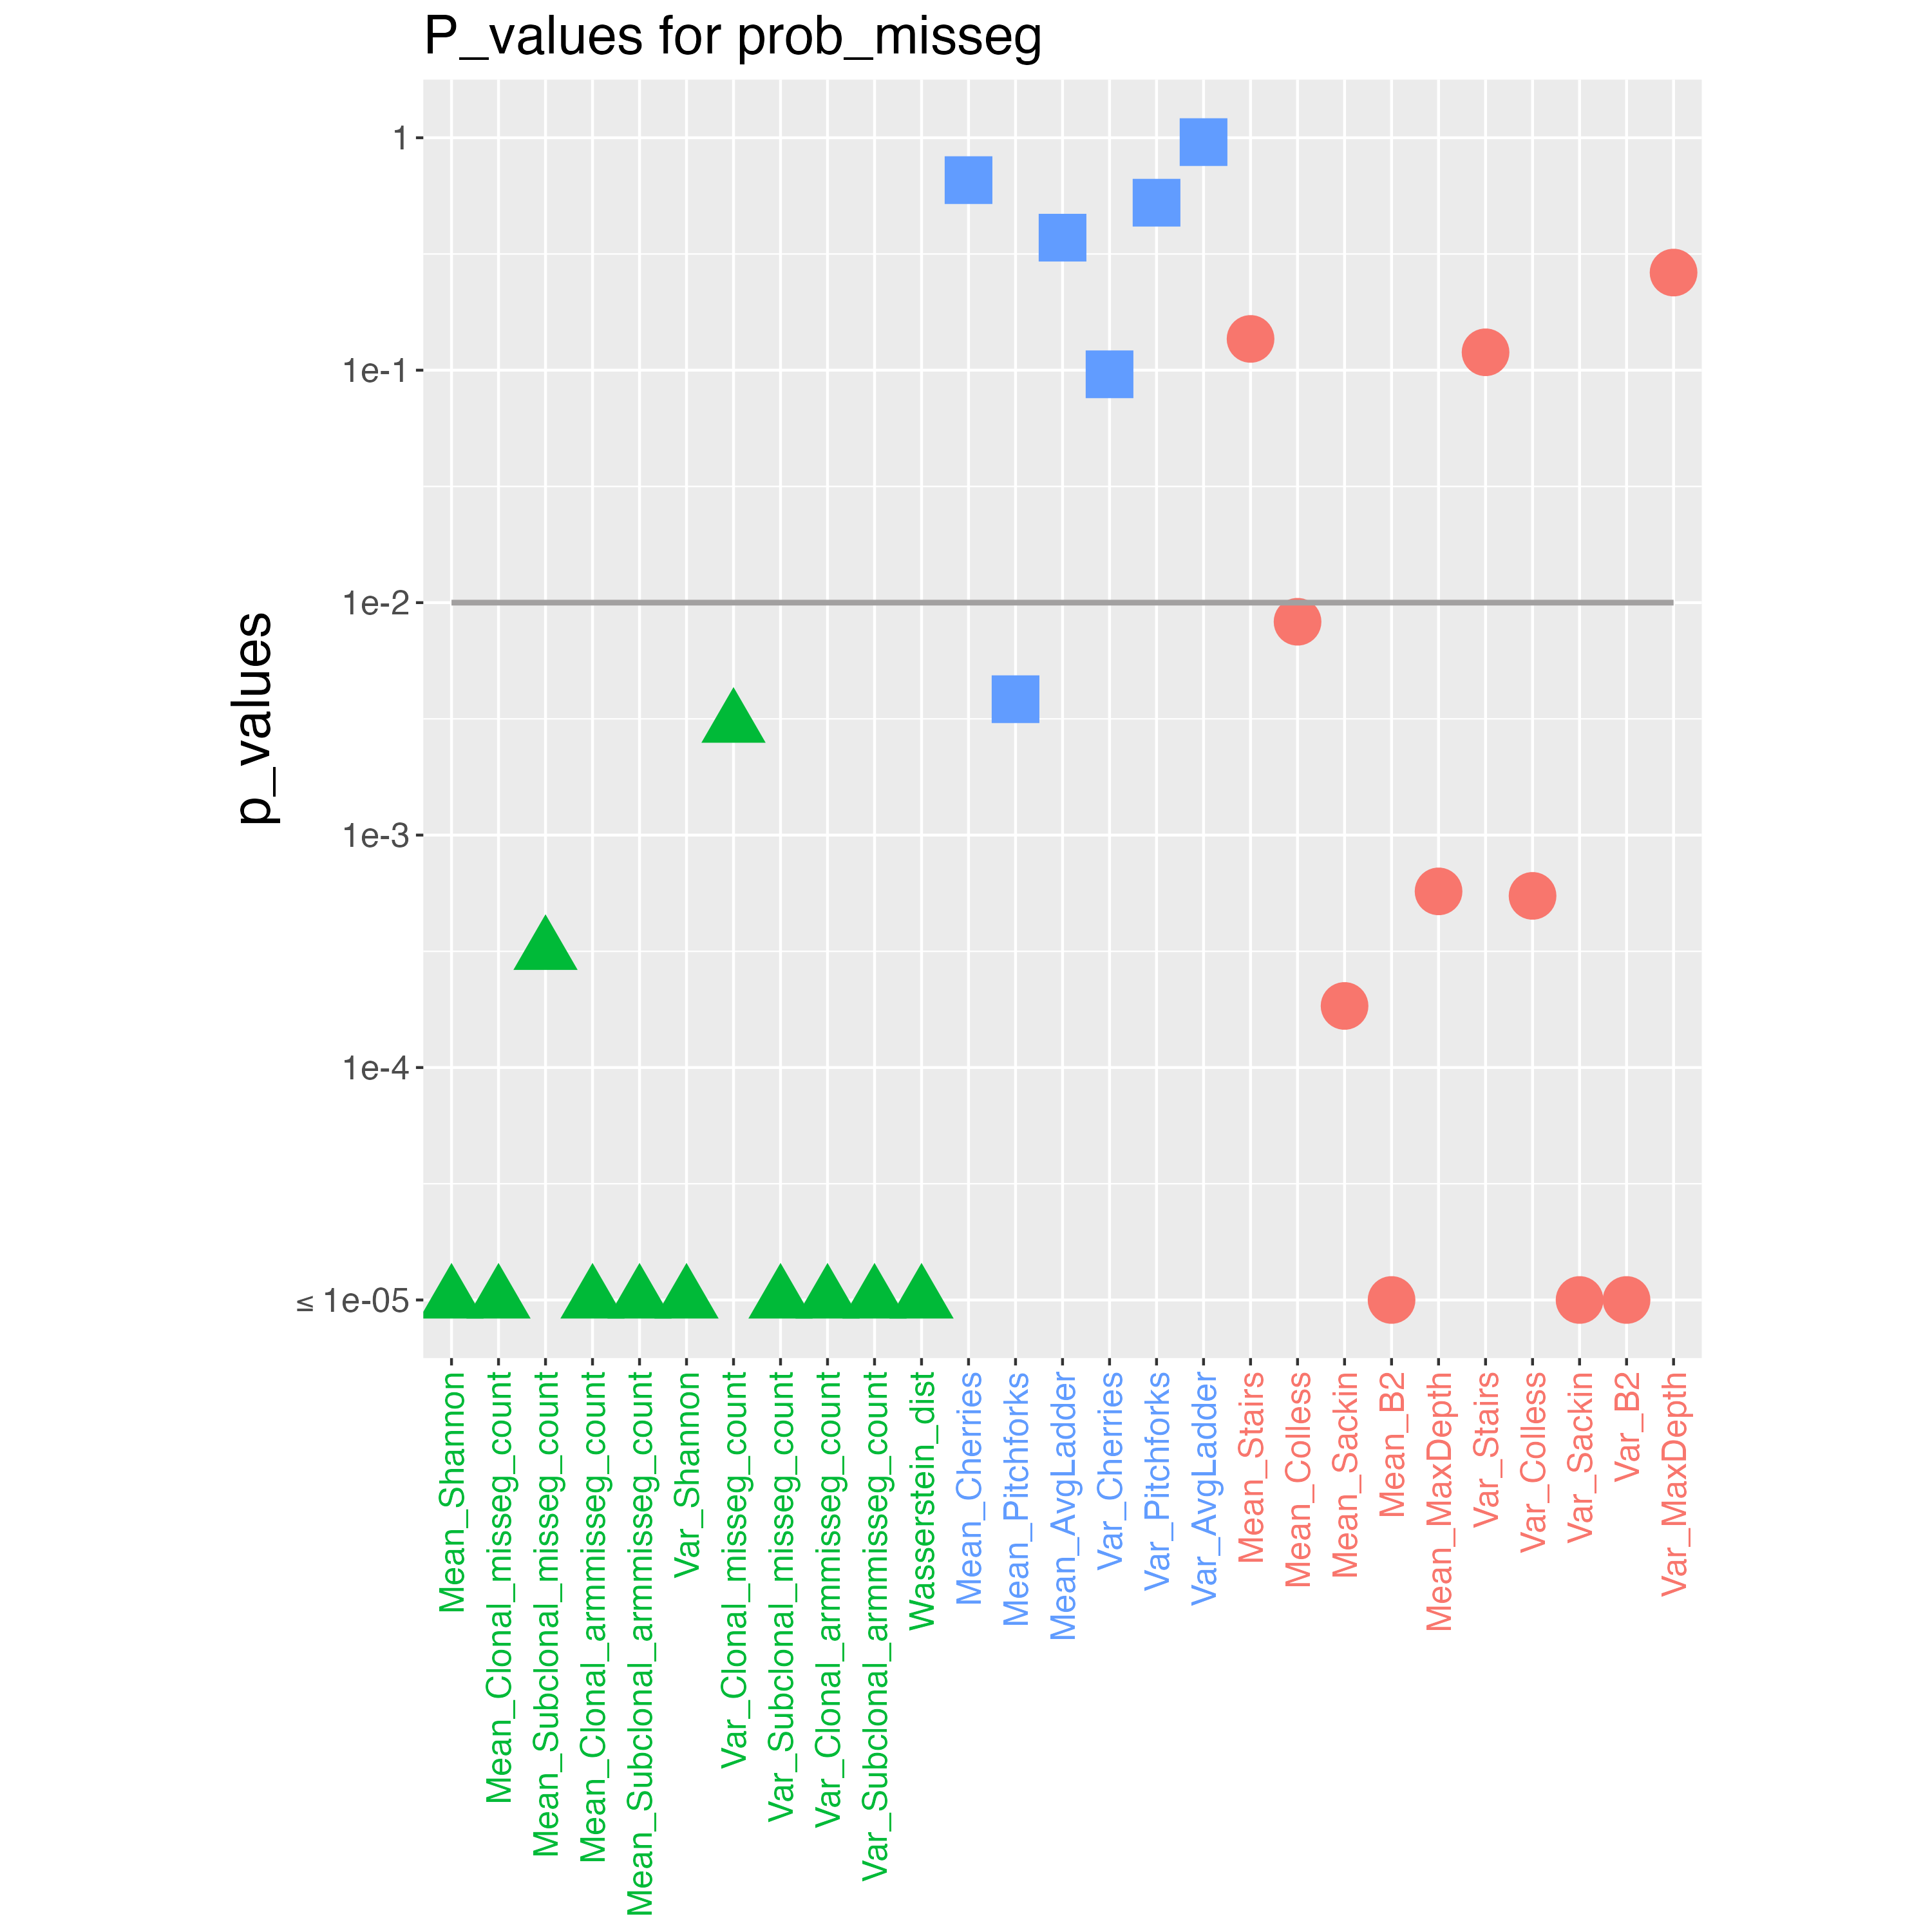 P_values for prob_misseg
p_values
1
1e-1
1e-2
1e-3
1e-4
≤ 1e-05
Mean_Shannon
Mean_Clonal_misseg_count
Mean_Subclonal_misseg_count
Mean_Clonal_armmisseg_count
Mean_Subclonal_armmisseg_count
Var_Shannon
Var_Clonal_misseg_count
Var_Subclonal_misseg_count
Var_Clonal_armmisseg_count
Var_Subclonal_armmisseg_count
Wasserstein_dist
Mean_Cherries
Mean_Pitchforks
Mean_AvgLadder
Var_Cherries
Var_Pitchforks
Var_AvgLadder
Mean_Stairs
Mean_Colless
Mean_Sackin
Mean_B2
Mean_MaxDepth
Var_Stairs
Var_Colless
Var_Sackin
Var_B2
Var_MaxDepth